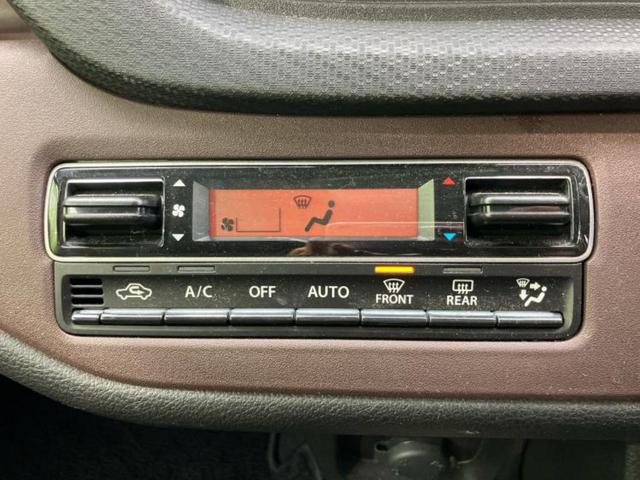 A/C OFF AUTO FRONT REAR